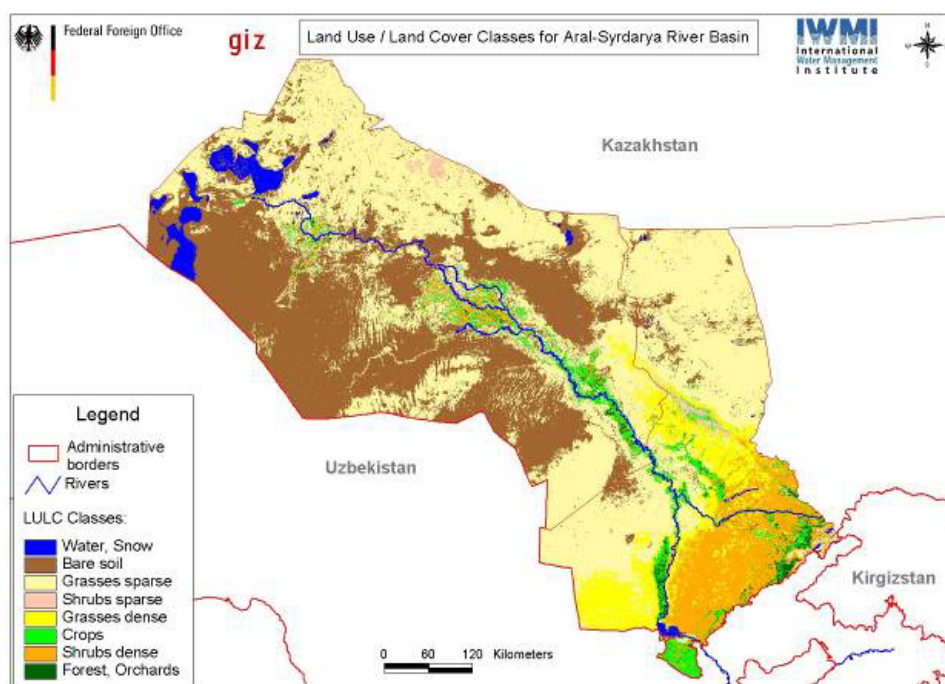 Federal Foreign Office
giz
Land Use / Land Cover Classes for Aral-Syrdarya River Basin
IWMI
International
Water Management
Institute
Kazakhstan
Uzbekistan
Kirgizstan
Legend
Administrative
borders
Rivers
LULC Classes:
Water, Snow
Bare soil
Grasses sparse
Shrubs sparse
Grasses dense
Crops
Shrubs dense
Forest, Orchards
0 60 120 Kilometers